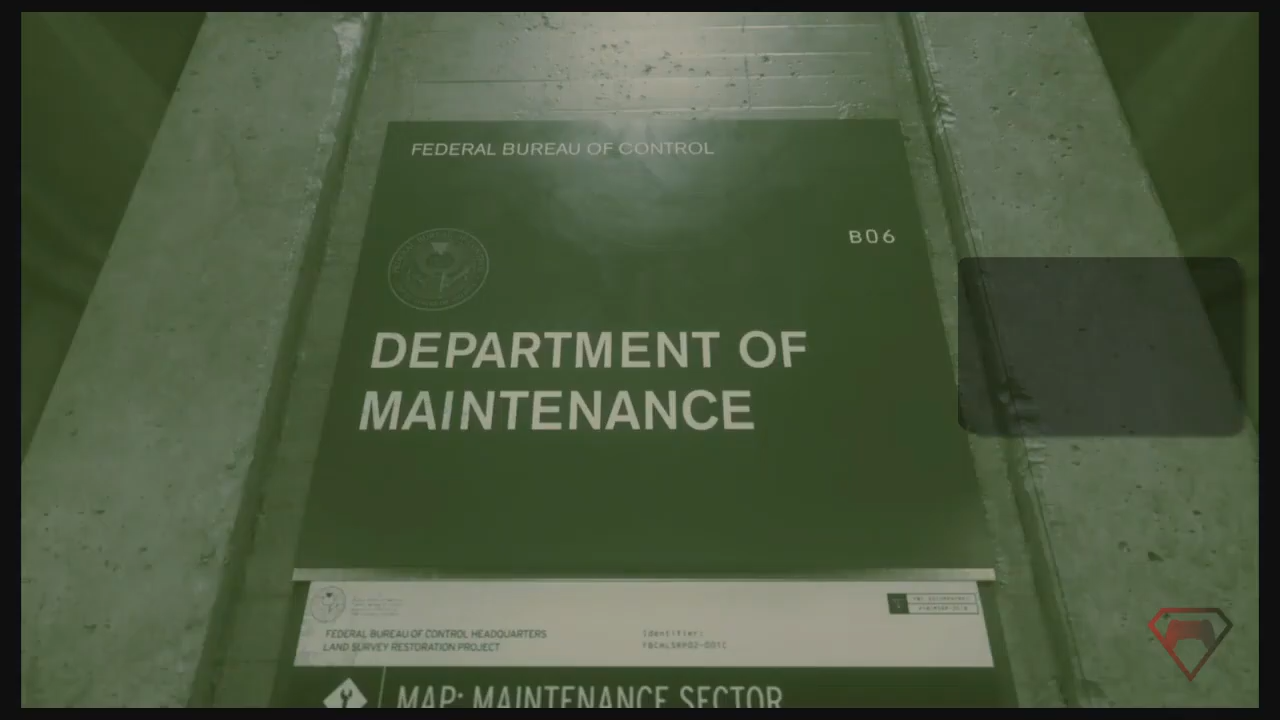 FEDERAL BUREAU OF CONTROL
B06
DEPARTMENT OF
MAINTENANCE
FEDERAL BUREAU OF CONTROL HEADQUARTERS
LAND SURVEY RESTORATION PROJECT
Identifier:
MAP: MAINTENANCE SECTOR